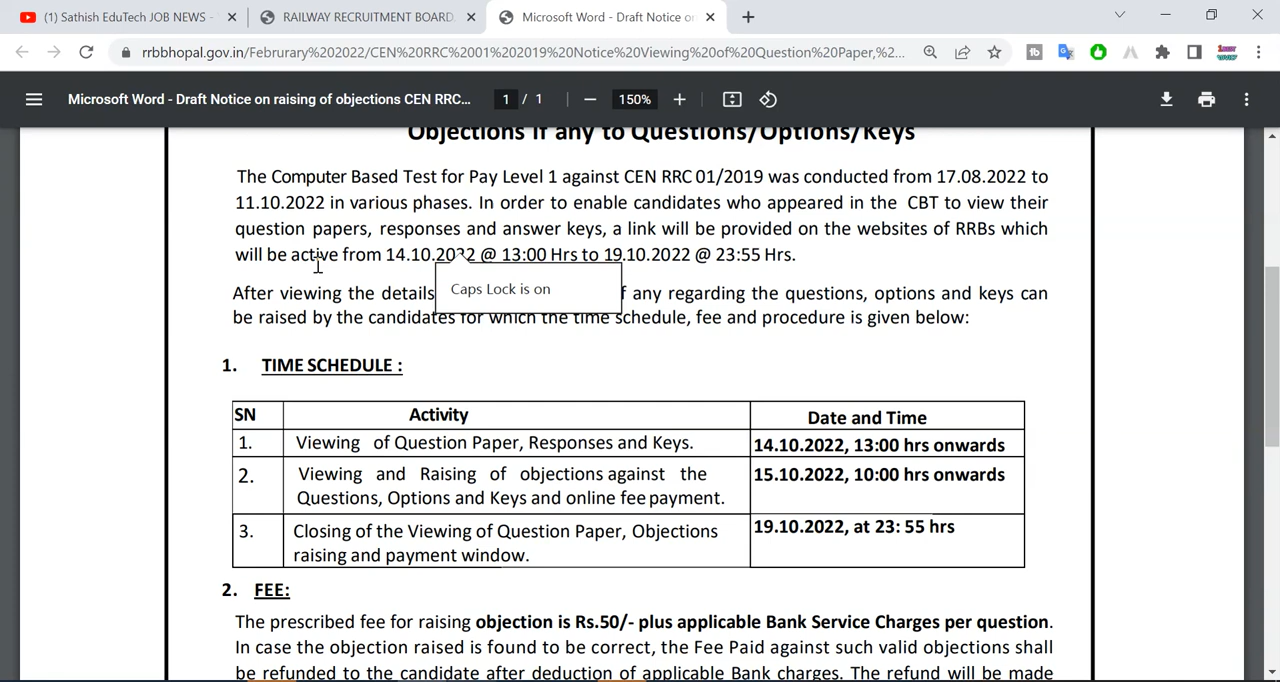 (1) Sathish EduTech JOB NEWS -
RAILWAY RECRUITMENT BOARD
Microsoft Word - Draft Notice on
rrbbhopal.gov.in/Februrary%202022/CEN%20RRC%2001%202019%20Notice%20Viewing%20of%20Question%20Paper,%2...
Microsoft Word - Draft Notice on raising of objections CEN RRC...
1 / 1
150%
Objections if any to Questions/Options/Keys
The Computer Based Test for Pay Level 1 against CEN RRC 01/2019 was conducted from 17.08.2022 to
11.10.2022 in various phases. In order to enable candidates who appeared in the CBT to view their
question papers, responses and answer keys, a link will be provided on the websites of RRBs which
will be active from 14.10.2022 @ 13:00 Hrs to 19.10.2022 @ 23:55 Hrs.
Caps Lock is on
After viewing the details f any regarding the questions, options and keys can
be raised by the candidates for which the time schedule, fee and procedure is given below:
1. TIME SCHEDULE :
SN Activity Date and Time
1. Viewing of Question Paper, Responses and Keys. 14.10.2022, 13:00 hrs onwards
2. Viewing and Raising of objections against the 15.10.2022, 10:00 hrs onwards
Questions, Options and Keys and online fee payment.
3. Closing of the Viewing of Question Paper, Objections 19.10.2022, at 23: 55 hrs
raising and payment window.
2. FEE:
The prescribed fee for raising objection is Rs.50/- plus applicable Bank Service Charges per question.
In case the objection raised is found to be correct, the Fee Paid against such valid objections shall
be refunded to the candidate after deduction of applicable Bank charges. The refund will be made